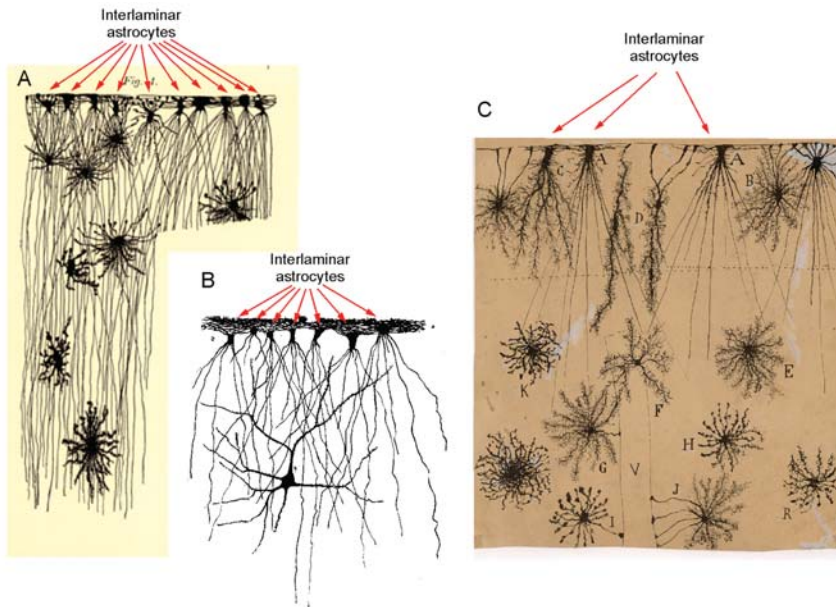 Interlaminar
astrocytes
A
Fig. 1.
B
Interlaminar
astrocytes
Interlaminar
astrocytes
C
A
A
B
C
D
E
K
F
G
V
H
I
J
R